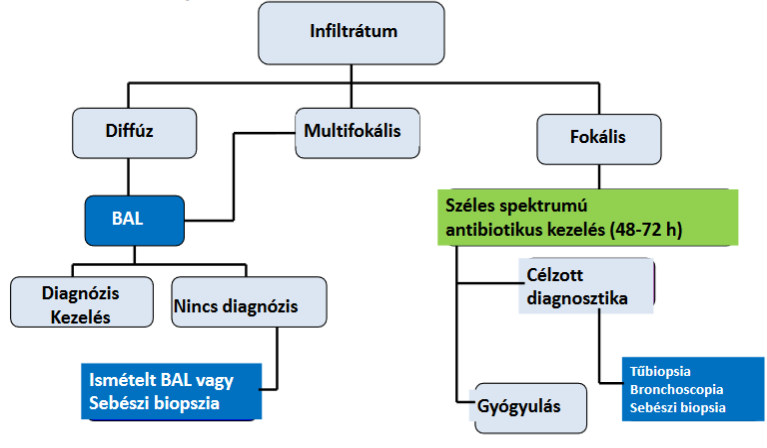 Infiltrátum
Diffúz
Multifokális
Fokális
BAL
Széles spektrumú
antibiotikus kezelés (48-72 h)
Diagnózis
Kezelés
Nincs diagnózis
Célzott
diagnosztika
Ismételt BAL vagy
Sebészi biopszia
Gyógyulás
Tűbiopsia
Bronchoscopia
Sebészi biopsia